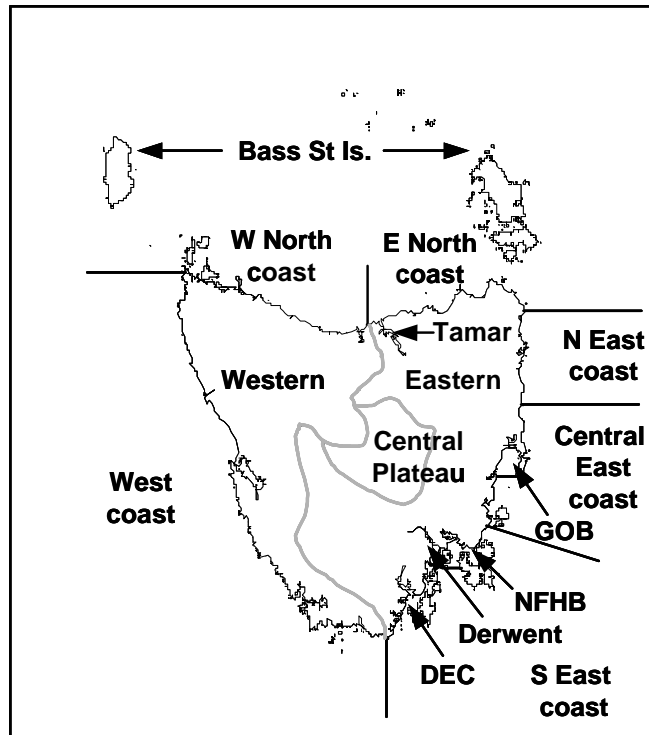 Bass St Is.
W North
coast
E North
coast
Tamar
N East
coast
Western
Eastern
Central
Plateau
Central
East
coast
West
coast
GOB
NFHB
Derwent
DEC
S East
coast